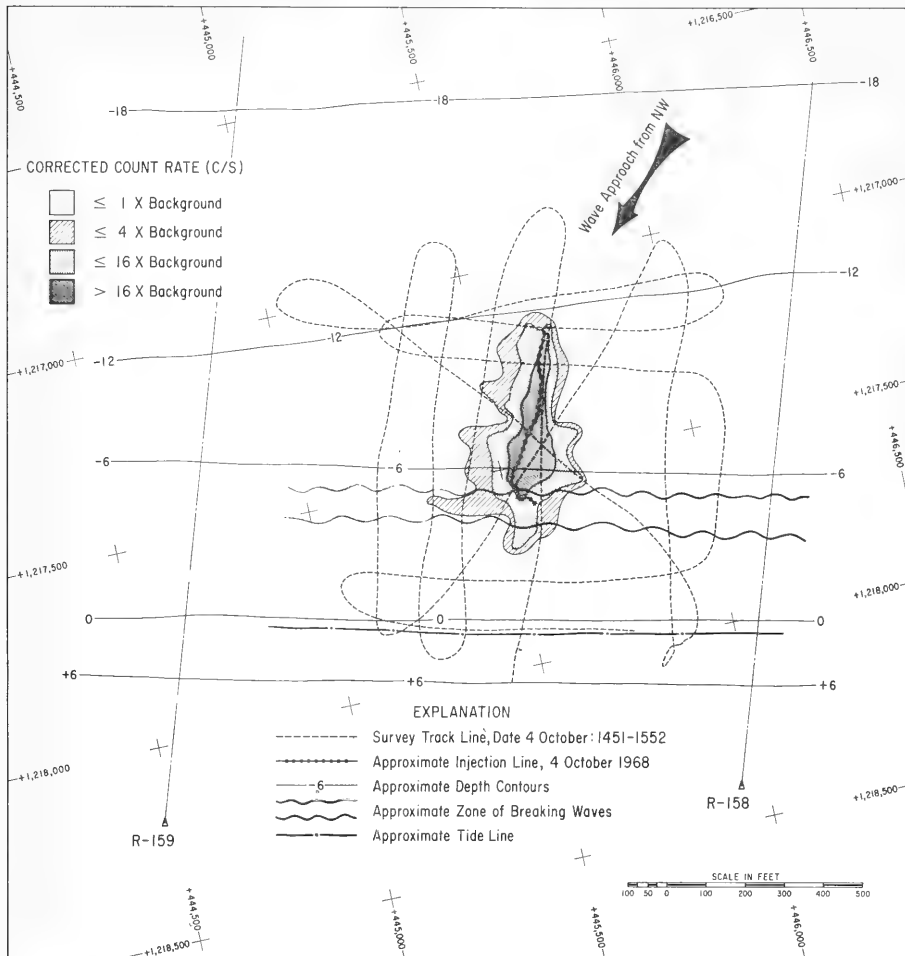 +1,216,500
+444,500
+445,000
+445,500
+446,000
+446,500
-18
-18
-18
Wave Approach from NW
CORRECTED COUNT RATE (C/S)
≤ 1 X Background
≤ 4 X Background
≤ 16 X Background
> 16 X Background
+1,217,000
-12
-12
-12
+1,217,000
+1,217,500
+446,500
-6
-6
-6
+1,217,500
+1,218,000
0
0
0
+6
+6
+6
EXPLANATION
Survey Track Line, Date 4 October: 1451-1552
Approximate Injection Line, 4 October 1968
-6
Approximate Depth Contours
Approximate Zone of Breaking Waves
Approximate Tide Line
+1,218,000
R-159
R-158
+1,218,500
SCALE IN FEET
100 50 0 100 200 300 400 500
+444,500
+445,000
+445,500
+446,000
+1,218,500